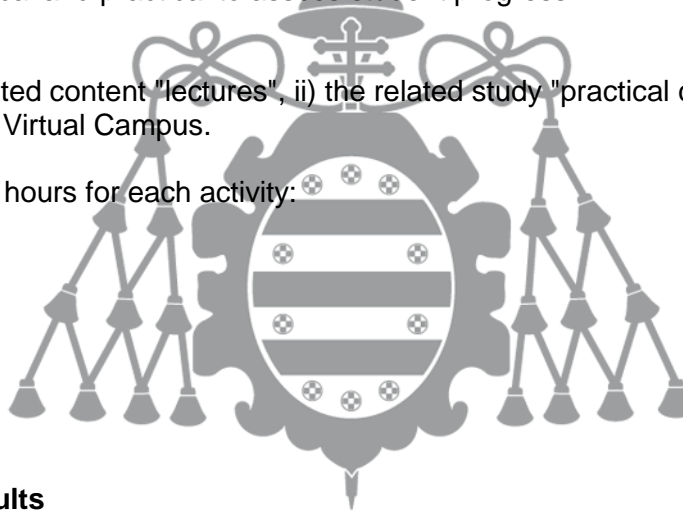 ted content "lectures", ii) the related study "practical
Virtual Campus.
hours for each activity:
ults